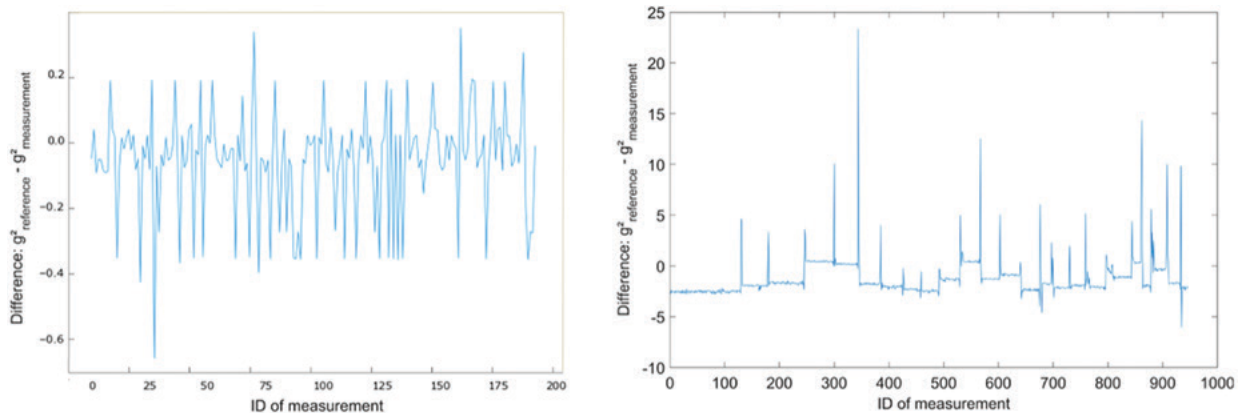 Difference: g²reference - g²measurement
0.2
0.0
−0.2
−0.4
−0.6
0 25 50 75 100 125 150 175 200
ID of measurement
Difference: g²reference - g²measurement
25
20
15
10
5
0
-5
-10
0 100 200 300 400 500 600 700 800 900 1000
ID of measurement